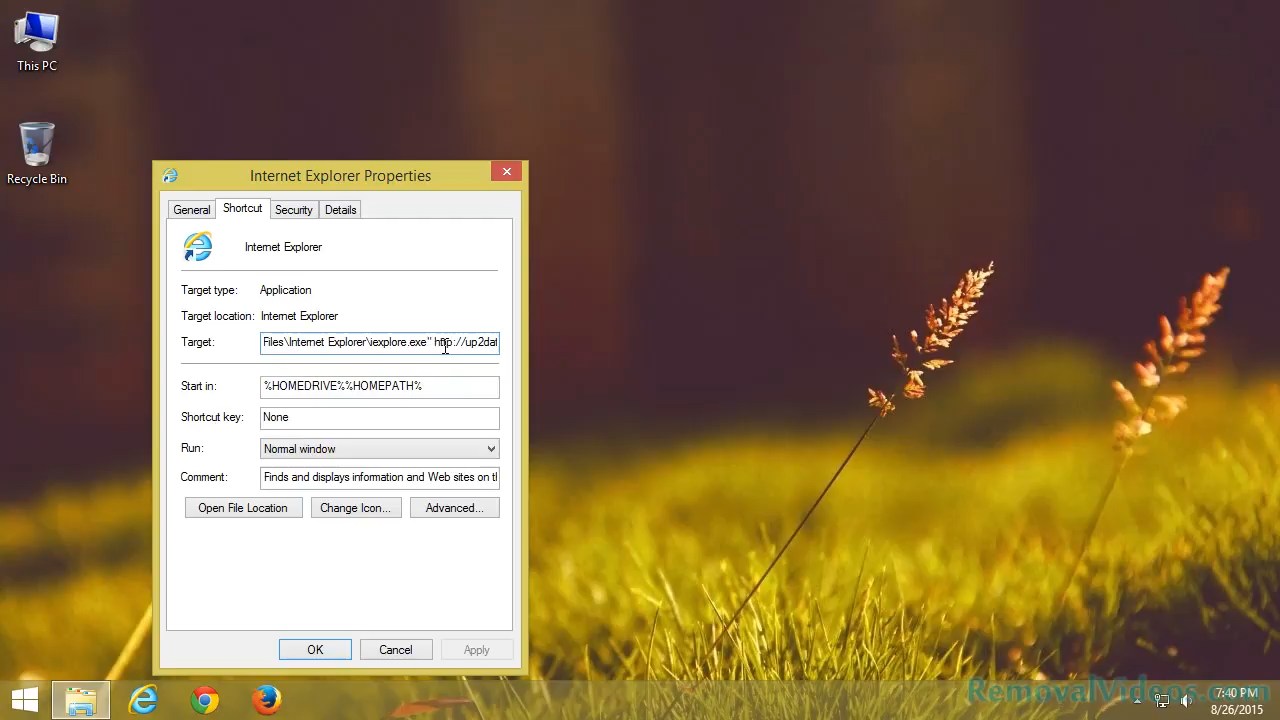 This PC
Recycle Bin
Internet Explorer Properties
General Shortcut Security Details
Internet Explorer
Target type: Application
Target location: Internet Explorer
Target: Files\Internet Explorer\iexplore.exe" http://up2dat
Start in: %HOMEDRIVE%%HOMEPATH%
Shortcut key: None
Run: Normal window
Comment: Finds and displays information and Web sites on th
Open File Location Change Icon... Advanced...
OK Cancel Apply
RemovalVideos.com
7:40 PM
8/26/2015